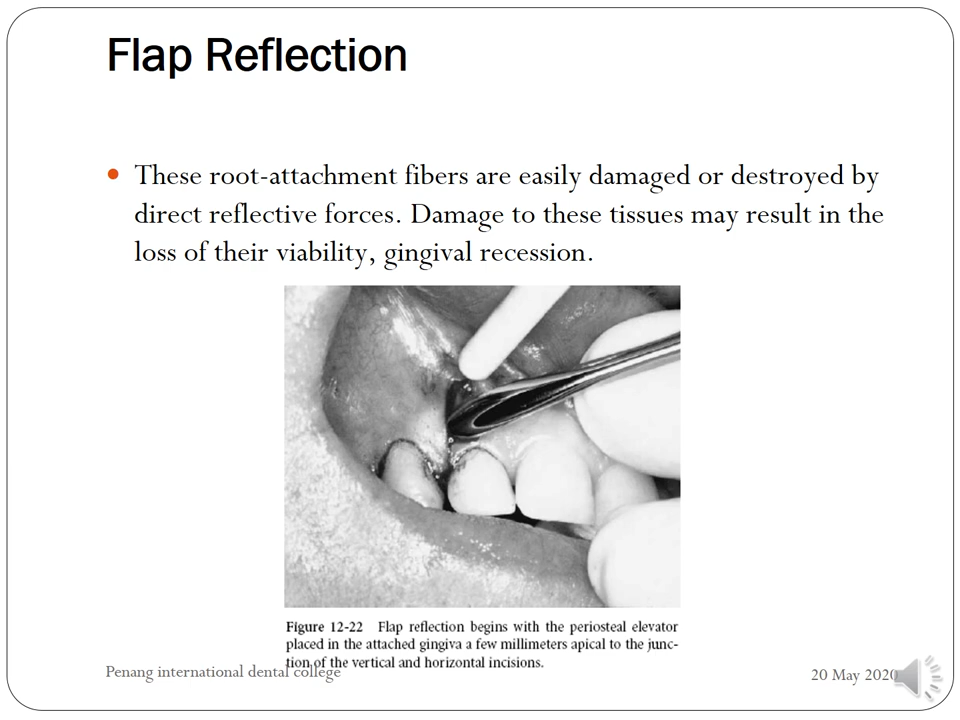 Flap Reflection
These root-attachment fibers are easily damaged or destroyed by
direct reflective forces. Damage to these tissues may result in the
loss of their viability, gingival recession.
Figure 12-22 Flap reflection begins with the periosteal elevator
placed in the attached gingiva a few millimeters apical to the junc-
tion of the vertical and horizontal incisions.
Penang international dental college
20 May 2020